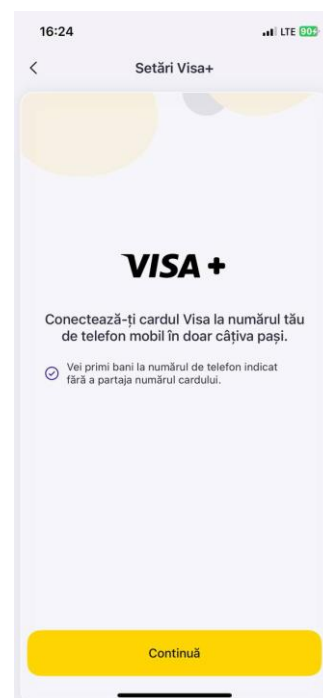 16:24
LTE 90+
Setări Visa+
VISA +
Conectează-ți cardul Visa la numărul tău
de telefon mobil în doar câțiva pași.
Vei primi bani la numărul de telefon indicat
fără a partaja numărul cardului.
Continuă